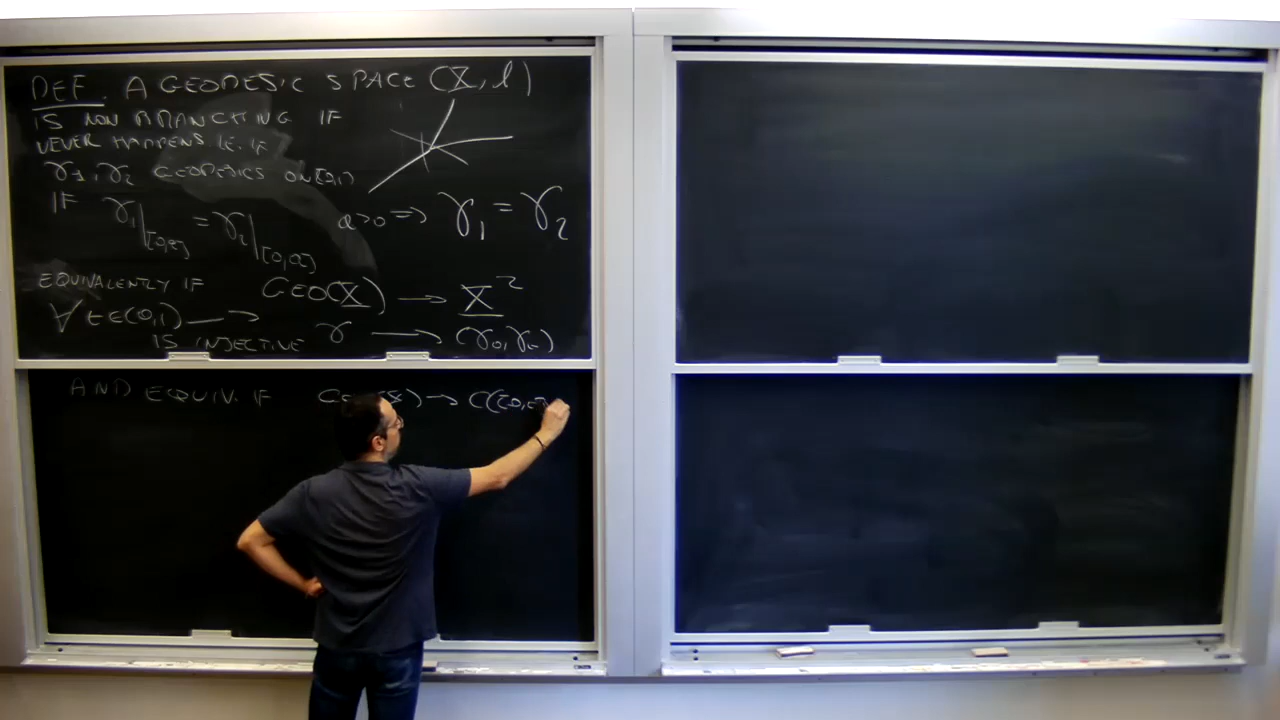 DEF. A GEODESIC SPACE (X, d)
IS NON BRANCHING IF
NEVER HAPPENS I.E. IF
γ₁, γ₂ GEODESICS ON [0,1]
IF γ₁|[0,a] = γ₂|[0,a] a>0 => γ₁ = γ₂
EQUIVALENTLY IF GEO(X) → X²
∀ t∈(0,1) →
IS INJECTIVE γ → (γ₀, γₜ)
AND EQUIV. IF → C([0,